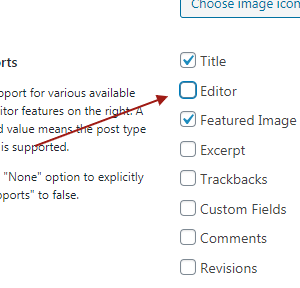 Choose image icon
orts
pport for various available
itor features on the right. A
d value means the post type
is supported.
"None" option to explicitly
pports" to false.
Title
Editor
Featured Image
Excerpt
Trackbacks
Custom Fields
Comments
Revisions